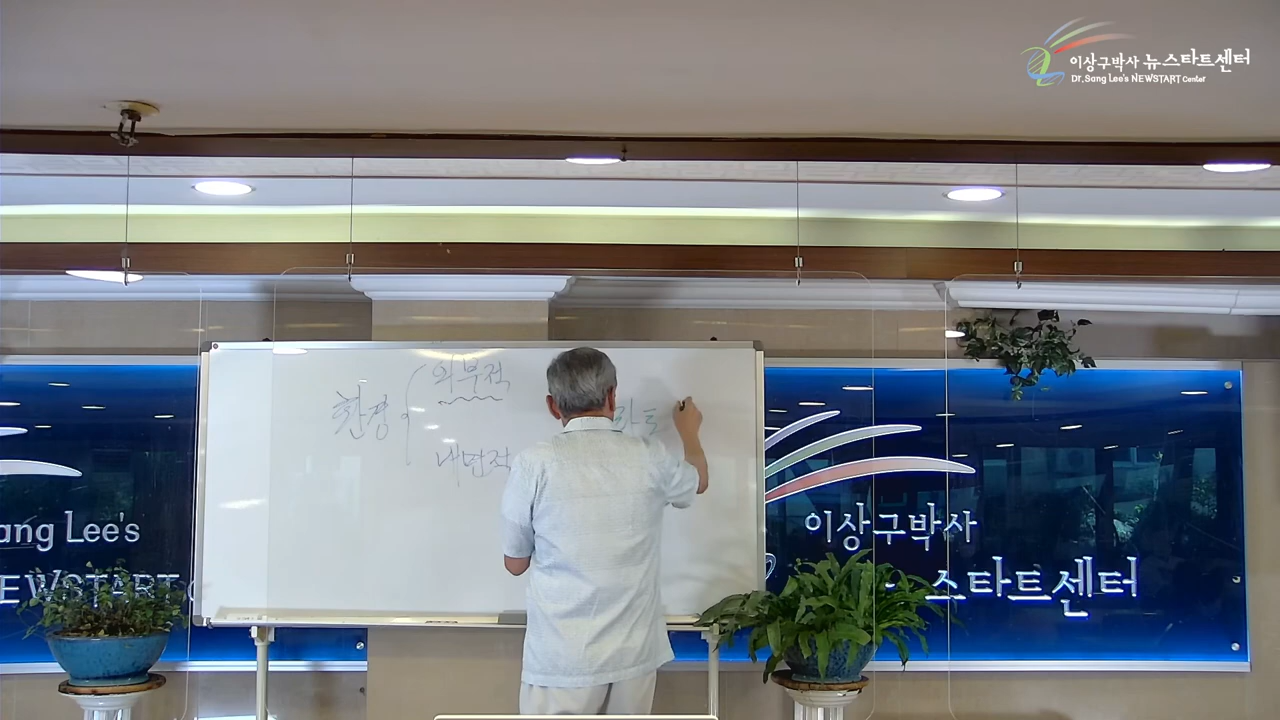 이상구박사 뉴스타트센터
Dr. Sang Lee's NEWSTART Center
환경
외부적
내면적
ang Lee's
EWSTART
이상구박사
스타트센터